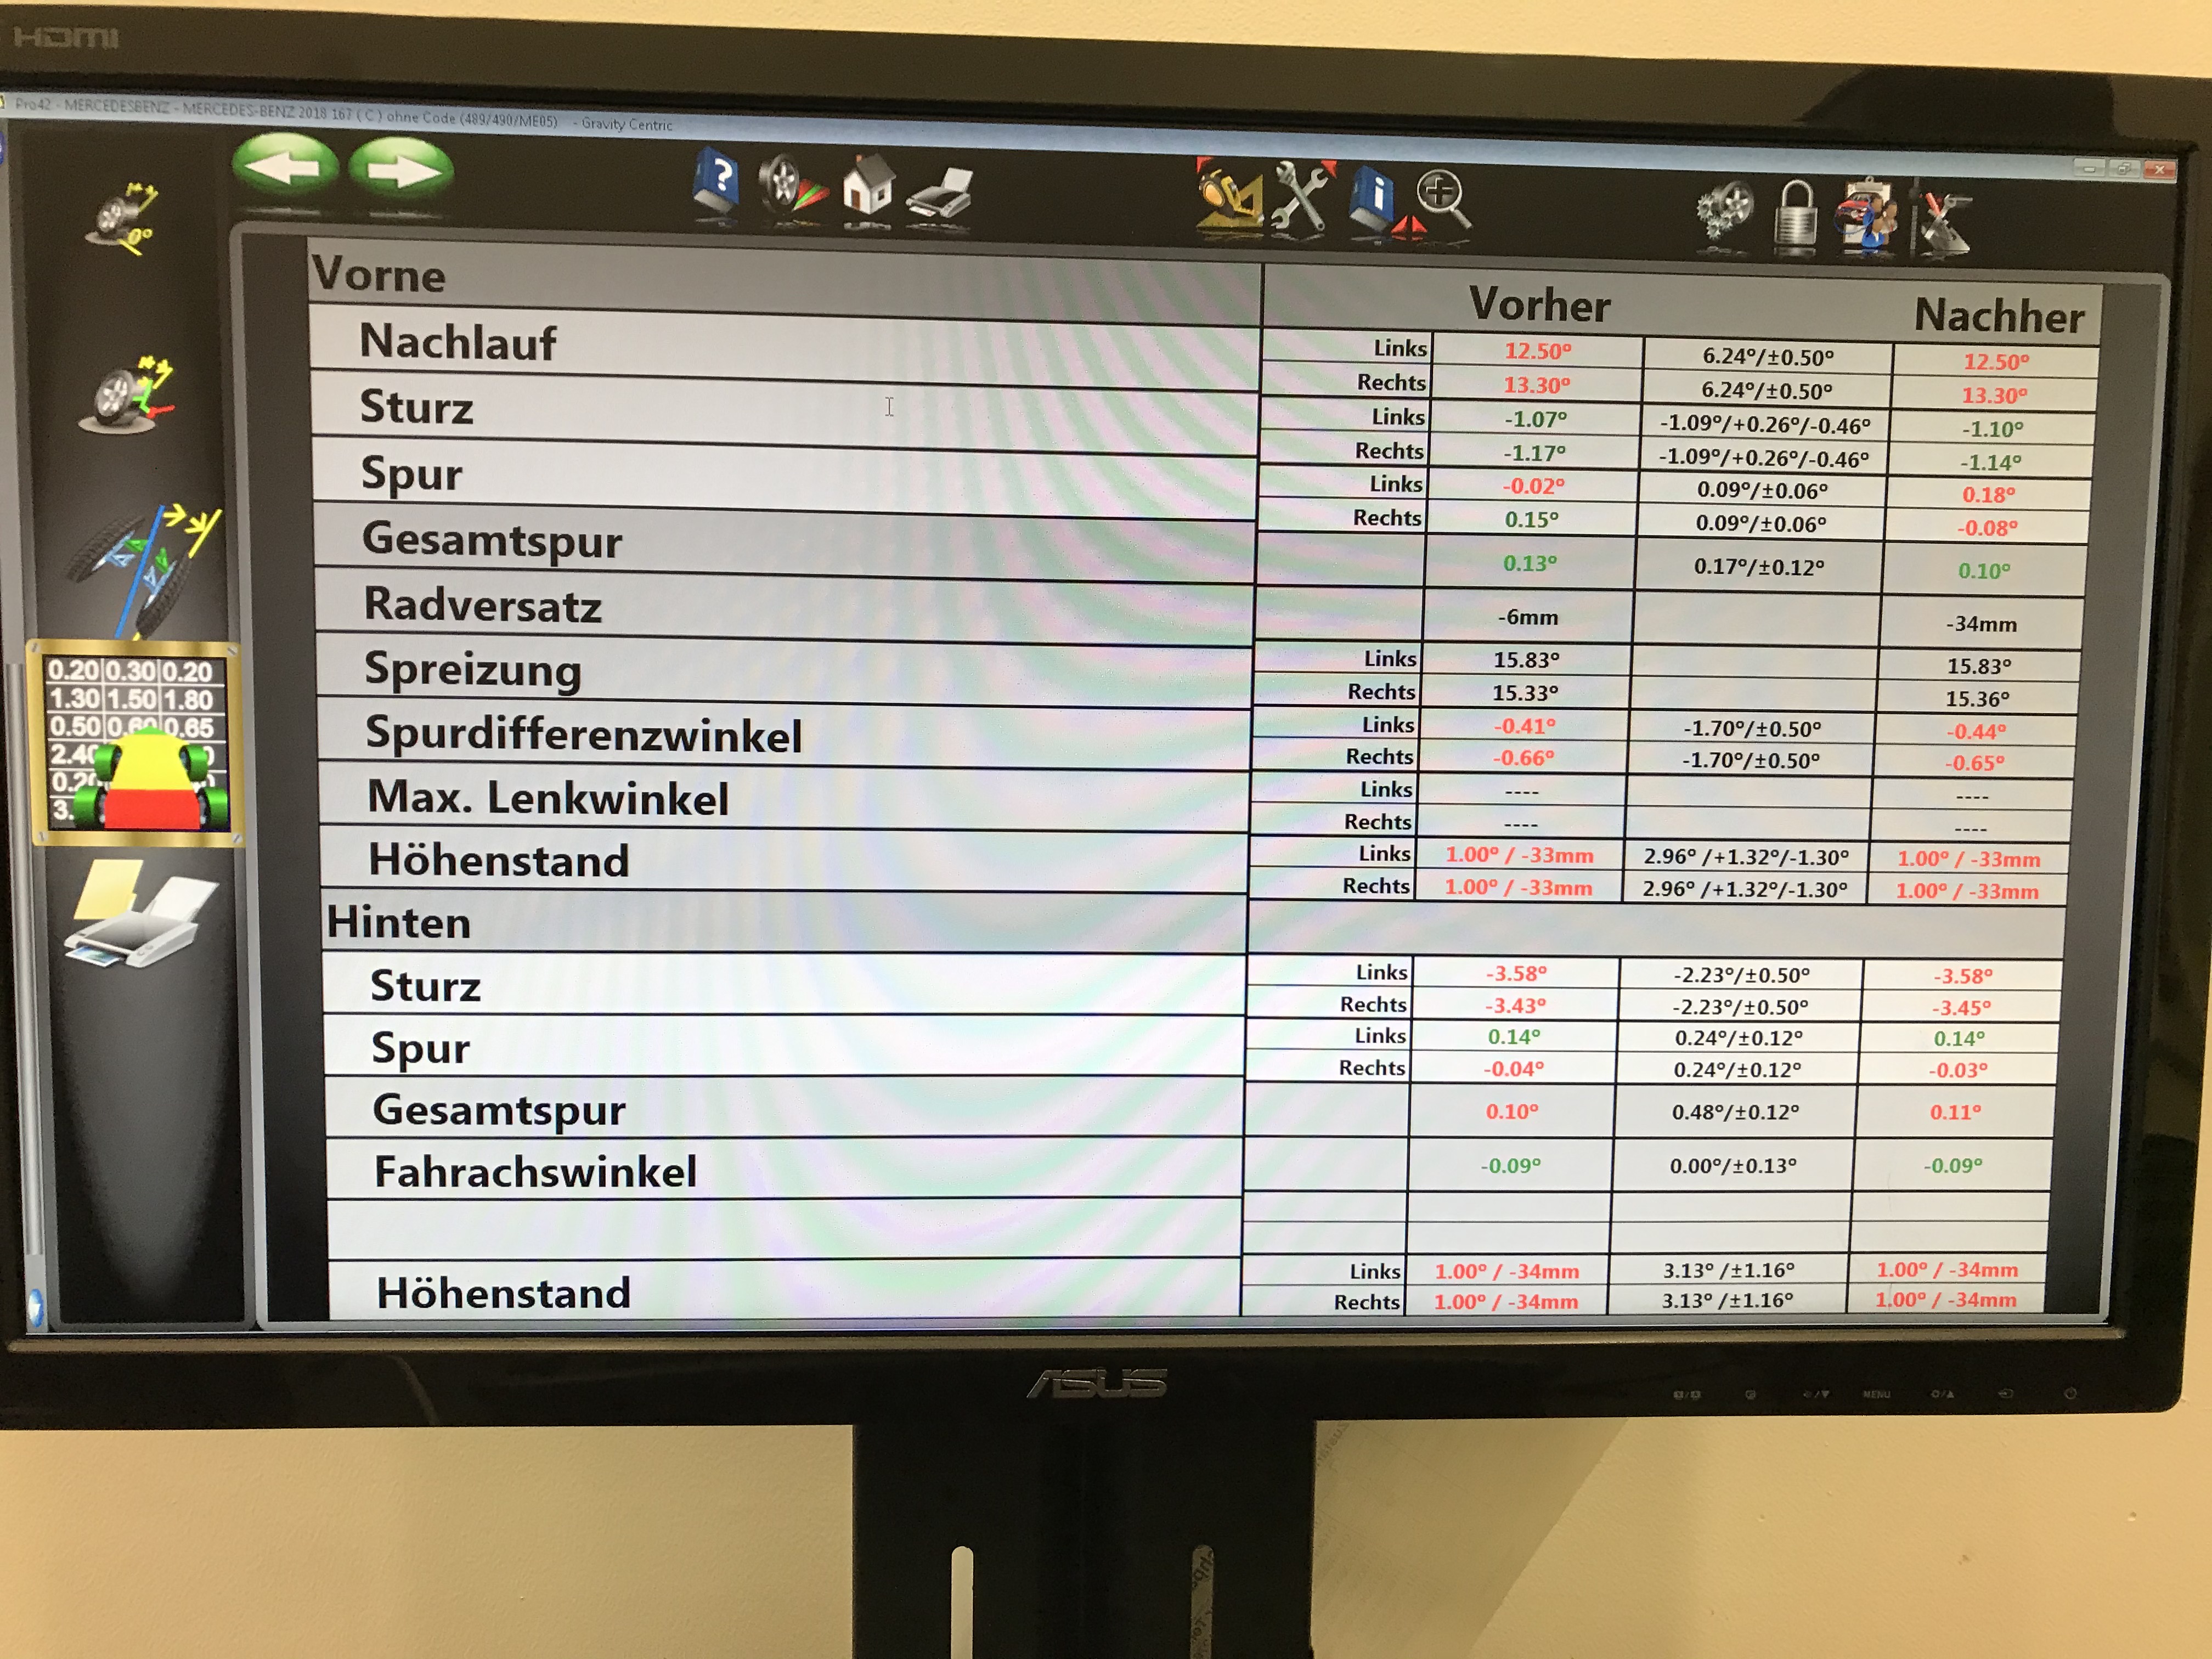 HDMI
Pro42 - MERCEDESBENZ - MERCEDES-BENZ 2018 167 ( C ) ohne Code (489/490/ME05) - Gravity Centric
Vorne Vorher Nachher
Nachlauf Links 12.50° 6.24°/±0.50° 12.50°
Rechts 13.30° 6.24°/±0.50° 13.30°
Sturz Links -1.07° -1.09°/+0.26°/-0.46° -1.10°
Rechts -1.17° -1.09°/+0.26°/-0.46° -1.14°
Spur Links -0.02° 0.09°/±0.06° 0.18°
Rechts 0.15° 0.09°/±0.06° -0.08°
Gesamtspur 0.13° 0.17°/±0.12° 0.10°
Radversatz -6mm -34mm
Spreizung Links 15.83° 15.83°
Rechts 15.33° 15.36°
Spurdifferenzwinkel Links -0.41° -1.70°/±0.50° -0.44°
Rechts -0.66° -1.70°/±0.50° -0.65°
Max. Lenkwinkel Links ---- ----
Rechts ---- ----
Höhenstand Links 1.00° / -33mm 2.96° /+1.32°/-1.30° 1.00° / -33mm
Rechts 1.00° / -33mm 2.96° /+1.32°/-1.30° 1.00° / -33mm
Hinten
Sturz Links -3.58° -2.23°/±0.50° -3.58°
Rechts -3.43° -2.23°/±0.50° -3.45°
Spur Links 0.14° 0.24°/±0.12° 0.14°
Rechts -0.04° 0.24°/±0.12° -0.03°
Gesamtspur 0.10° 0.48°/±0.12° 0.11°
Fahrachswinkel -0.09° 0.00°/±0.13° -0.09°
Höhenstand Links 1.00° / -34mm 3.13° /±1.16° 1.00° / -34mm
Rechts 1.00° / -34mm 3.13° /±1.16° 1.00° / -34mm
0°
0.20 0.30 0.20
1.30 1.50 1.80
0.50 0.60 0.65
ASUS
MENU